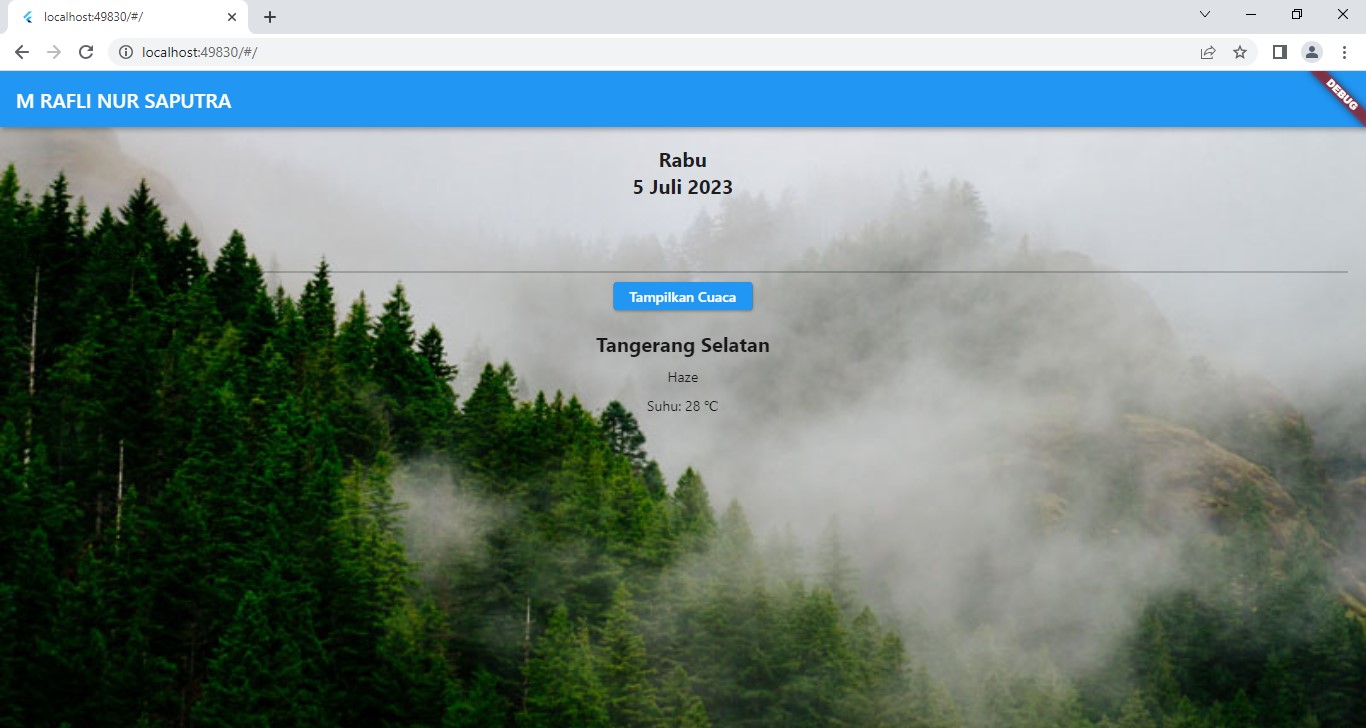 localhost:49830/#/
localhost:49830/#/
M RAFLI NUR SAPUTRA
DEBUG
Rabu
5 Juli 2023
Tampilkan Cuaca
Tangerang Selatan
Haze
Suhu: 28 °C